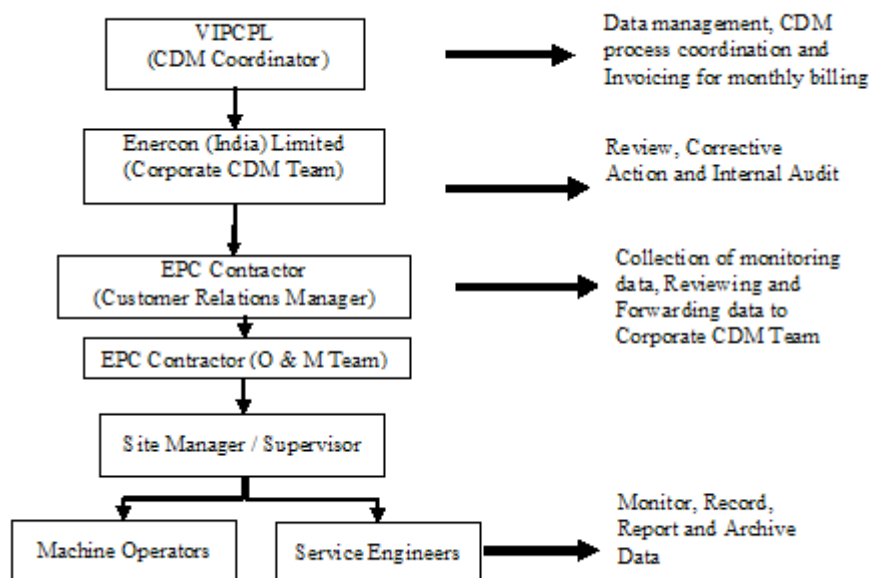 VIPCPL
(CDM Coordinator)
Data management, CDM
process coordination and
Invoicing for monthly billing
Enercon (India) Limited
(Corporate CDM Team)
Review, Corrective
Action and Internal Audit
EPC Contractor
(Customer Relations Manager)
Collection of monitoring
data, Reviewing and
Forwarding data to
Corporate CDM Team
EPC Contractor (O & M Team)
Site Manager / Supervisor
Machine Operators
Service Engineers
Monitor, Record,
Report and Archive
Data